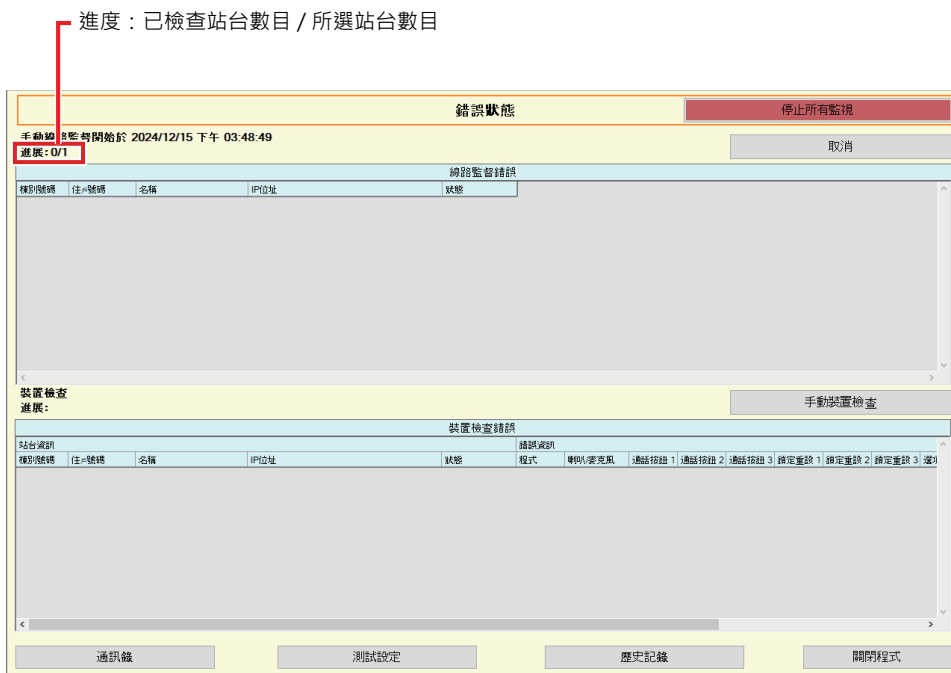 進度：已檢查站台數目 / 所選站台數目
錯誤狀態
停止所有監視
手動線路監督開始於 2024/12/15 下午 03:48:49
進展: 0/1
取消
線路監督錯誤
棟別號碼 住戶號碼 名稱 IP位址 狀態
裝置檢查
進展:
手動裝置檢查
裝置檢查錯誤
站台資訊 錯誤資訊
棟別號碼 住戶號碼 名稱 IP位址 狀態 程式 喇叭/麥克風 通話按鈕 1 通話按鈕 2 通話按鈕 3 鎖定重設 1 鎖定重設 2 鎖定重設 3 選項
通訊錄 測試設定 歷史記錄 關閉程式